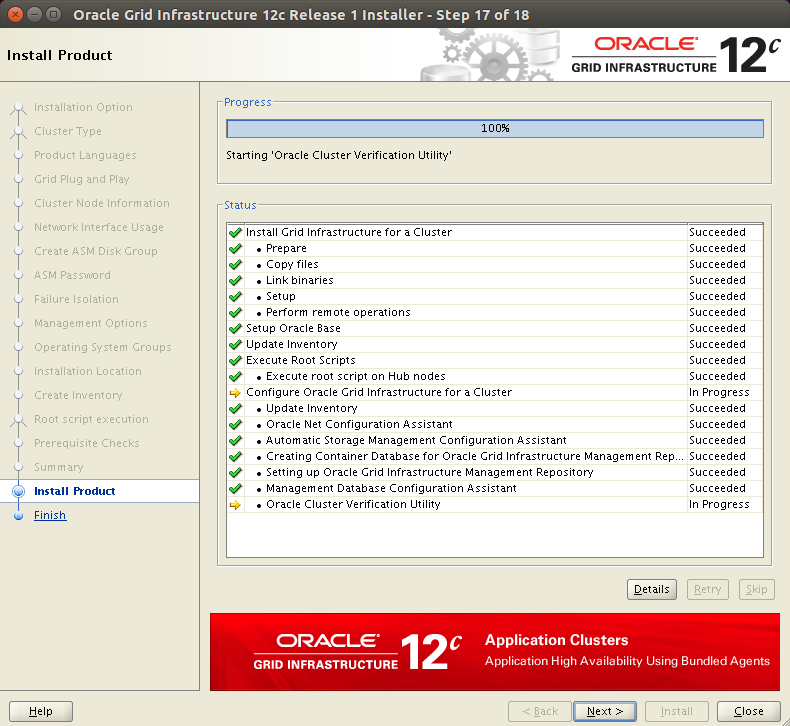 Oracle Grid Infrastructure 12c Release 1 Installer - Step 17 of 18
Install Product
ORACLE
GRID INFRASTRUCTURE 12c
Installation Option
Cluster Type
Product Languages
Grid Plug and Play
Cluster Node Information
Network Interface Usage
Create ASM Disk Group
ASM Password
Failure Isolation
Management Options
Operating System Groups
Installation Location
Create Inventory
Root script execution
Prerequisite Checks
Summary
Install Product
Finish
Progress
100%
Starting 'Oracle Cluster Verification Utility'
Status
Install Grid Infrastructure for a Cluster Succeeded
• Prepare Succeeded
• Copy files Succeeded
• Link binaries Succeeded
• Setup Succeeded
• Perform remote operations Succeeded
Setup Oracle Base Succeeded
Update Inventory Succeeded
Execute Root Scripts Succeeded
• Execute root script on Hub nodes Succeeded
Configure Oracle Grid Infrastructure for a Cluster In Progress
• Update Inventory Succeeded
• Oracle Net Configuration Assistant Succeeded
• Automatic Storage Management Configuration Assistant Succeeded
• Creating Container Database for Oracle Grid Infrastructure Management Rep... Succeeded
• Setting up Oracle Grid Infrastructure Management Repository Succeeded
• Management Database Configuration Assistant Succeeded
• Oracle Cluster Verification Utility In Progress
Details Retry Skip
ORACLE
GRID INFRASTRUCTURE 12c
Application Clusters
Application High Availability Using Bundled Agents
Help < Back Next > Install Close